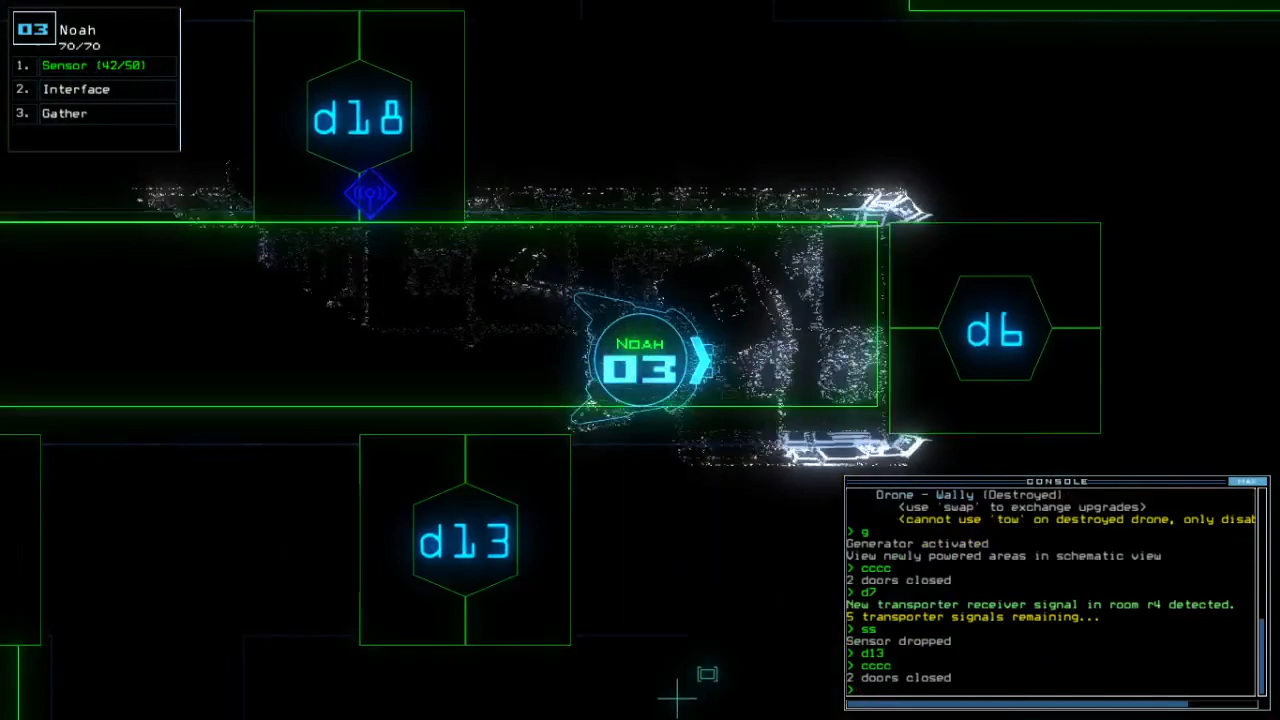 03 Noah
70/70
1. Sensor (42/50)
2. Interface
3. Gather
d18
Noah
03
d6
d13
CONSOLE
Drone - Wally (Destroyed)
<use 'swap' to exchange upgrades>
<cannot use 'tow' on destroyed drone, only disab
> g
Generator activated
View newly powered areas in schematic view
> cccc
2 doors closed
> d7
New transporter receiver signal in room r4 detected.
5 transporter signals remaining...
> ss
Sensor dropped
> d13
> cccc
2 doors closed
>